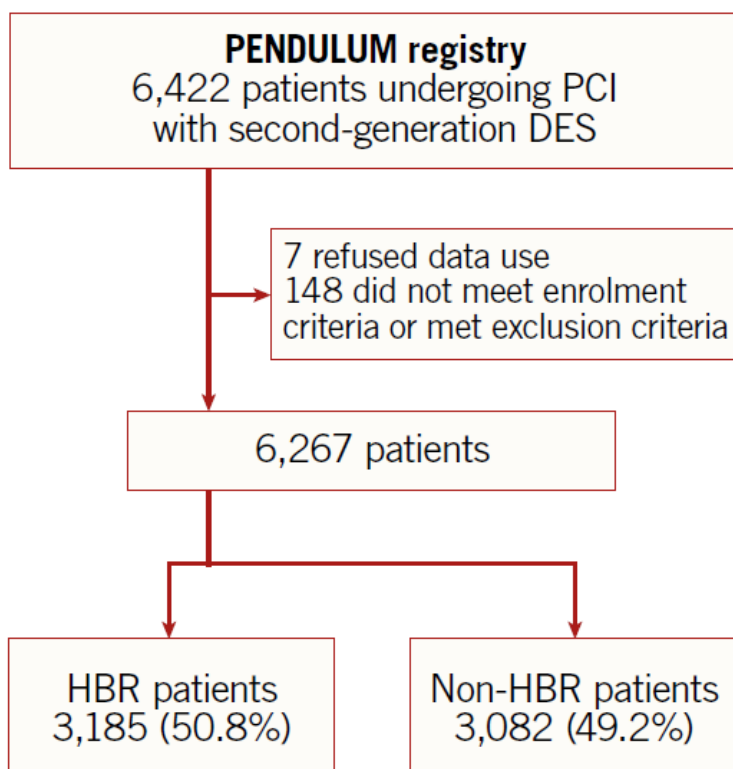 PENDULUM registry
6,422 patients undergoing PCI
with second-generation DES
7 refused data use
148 did not meet enrolment
criteria or met exclusion criteria
6,267 patients
HBR patients
3,185 (50.8%)
Non-HBR patients
3,082 (49.2%)